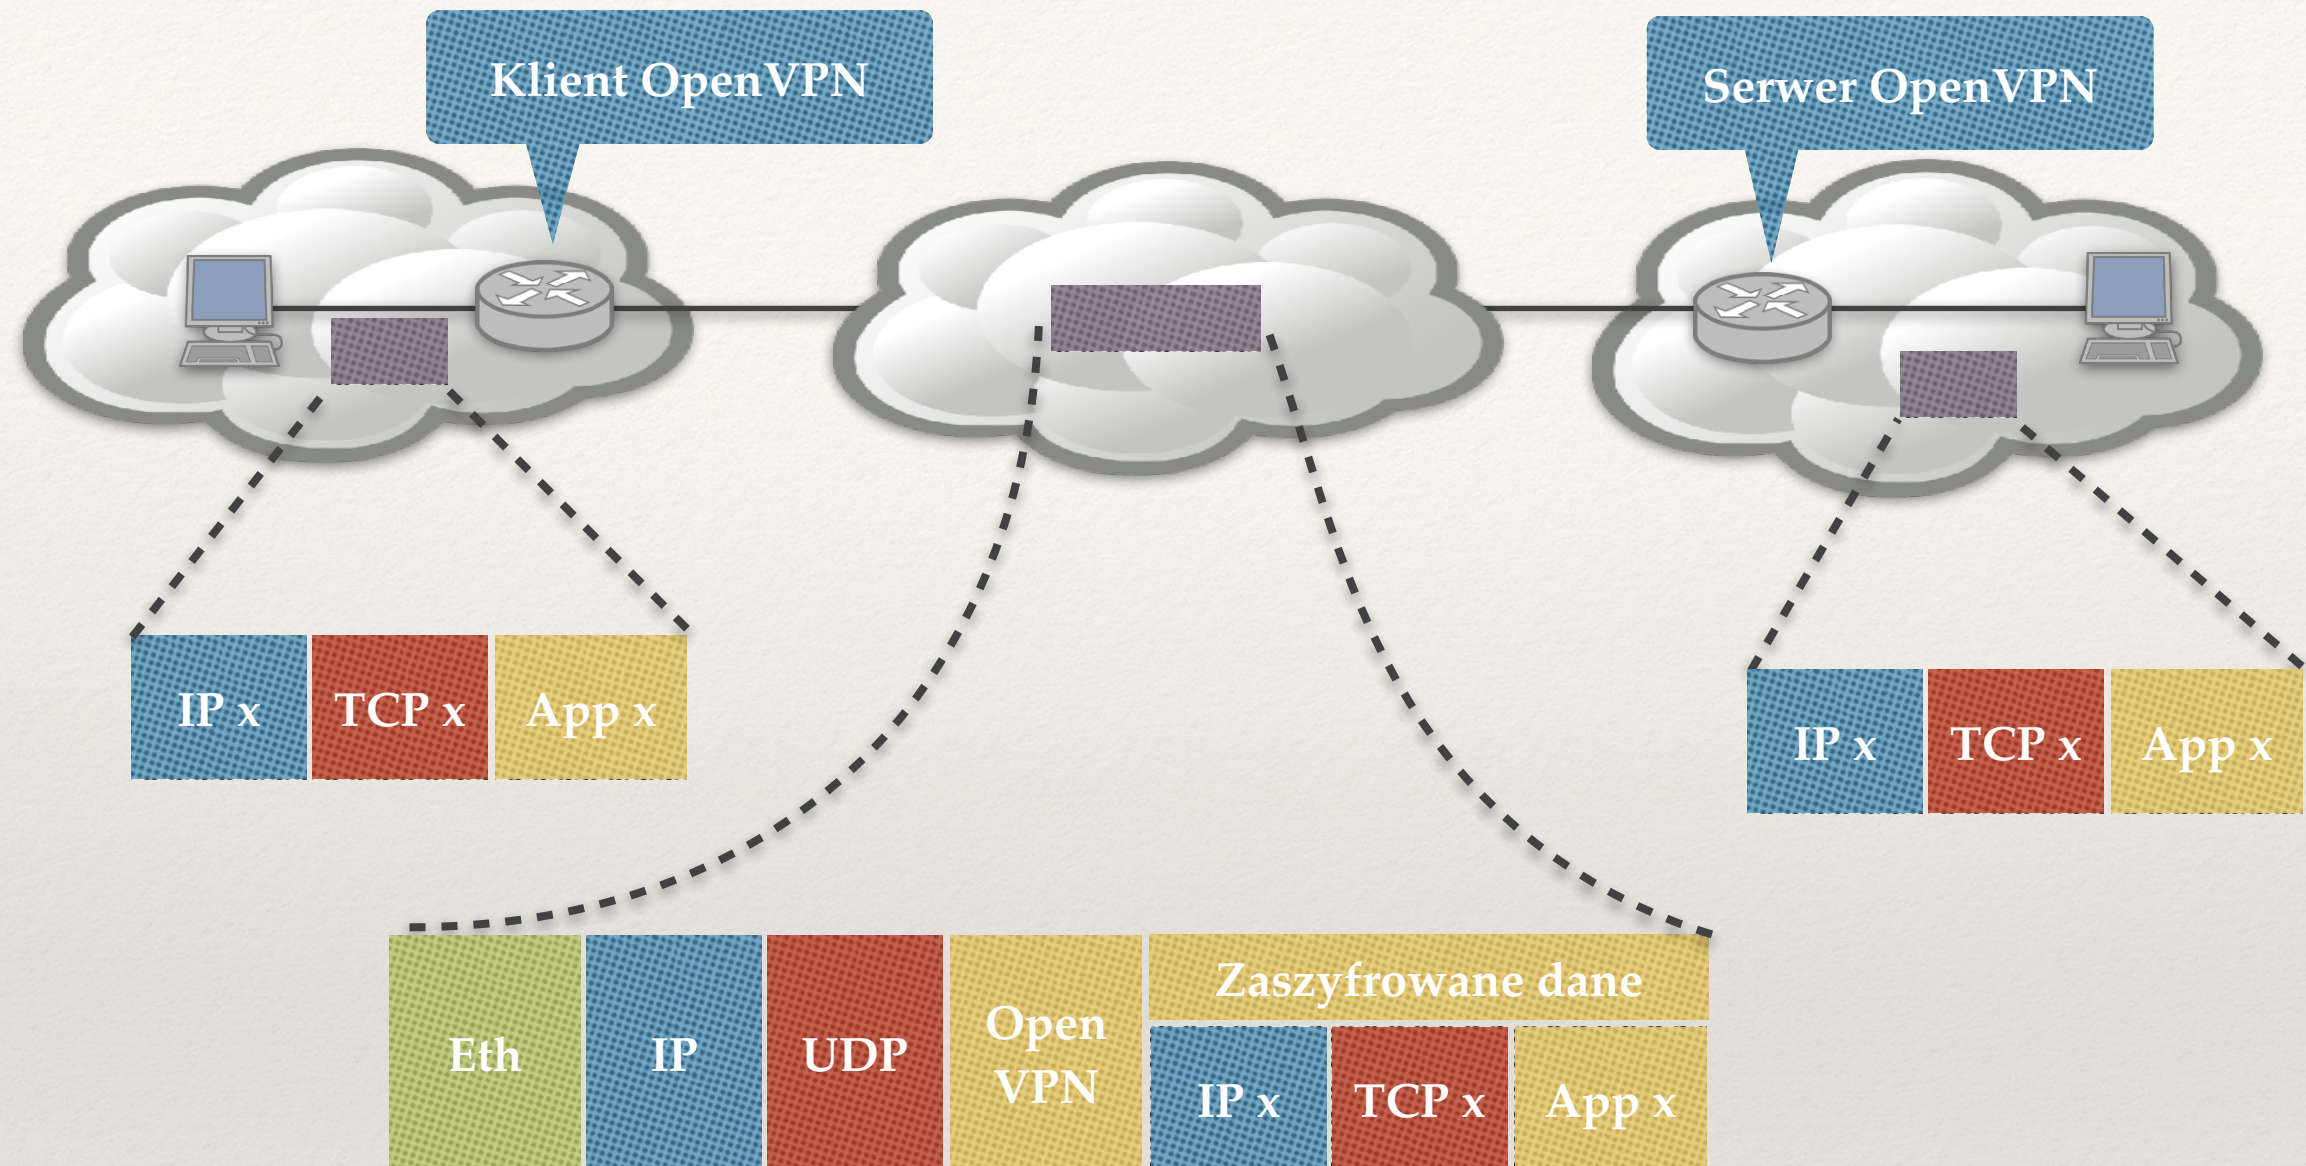 Klient OpenVPN
Serwer OpenVPN
IP x
TCP x
App x
IP x
TCP x
App x
Eth
IP
UDP
Open
VPN
Zaszyfrowane dane
IP x
TCP x
App x